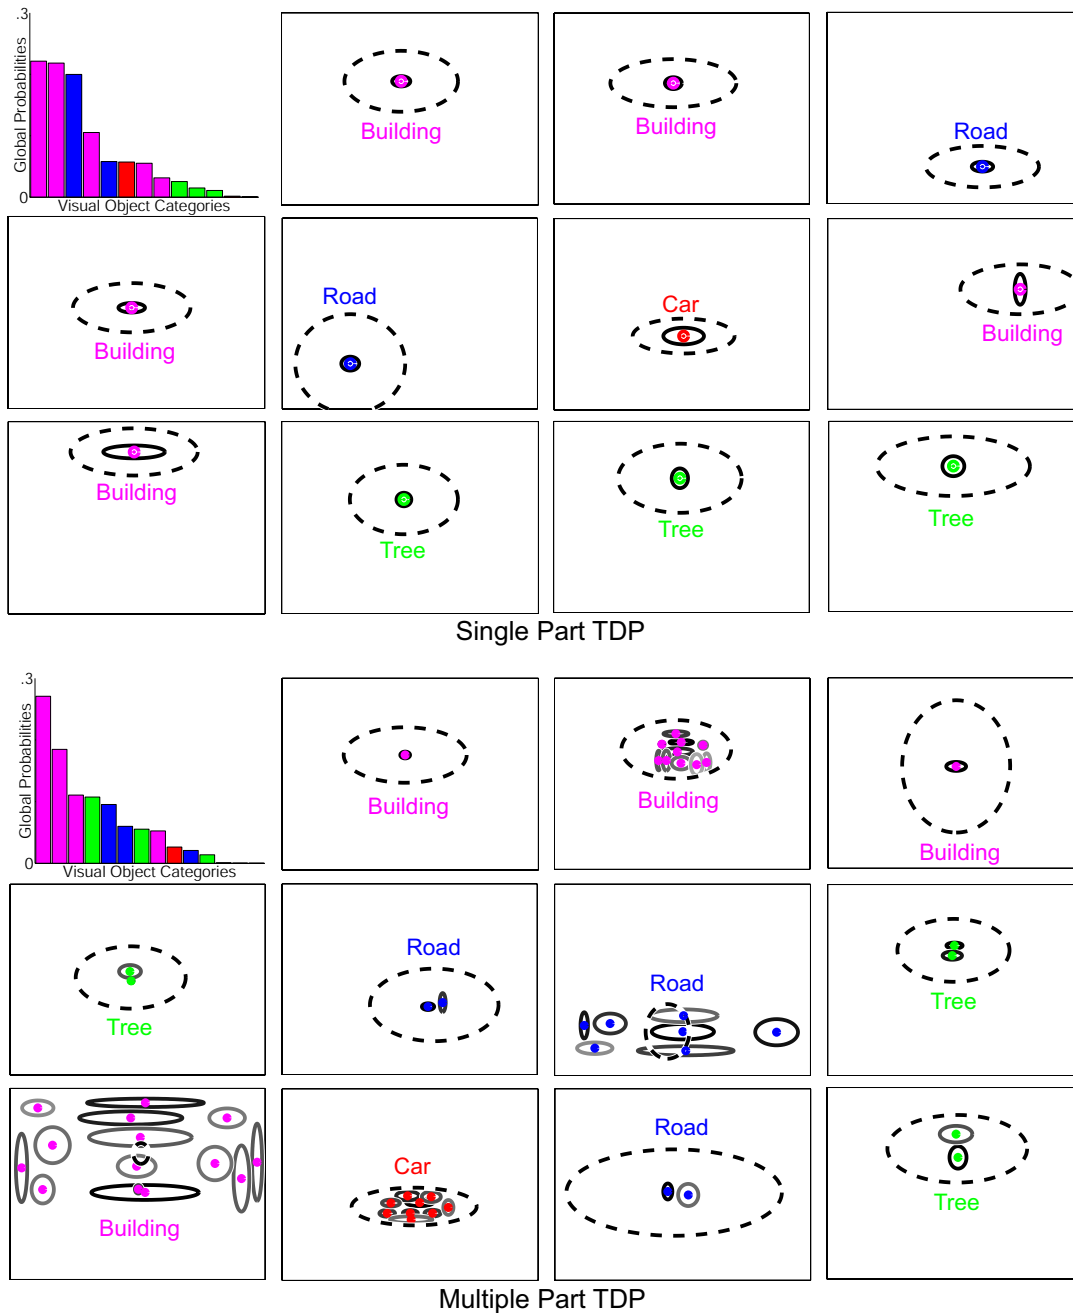 .3
Global Probabilities
0
Visual Object Categories
Building
Building
Road
Building
Road
Car
Building
Building
Tree
Tree
Tree
Single Part TDP
.3
Global Probabilities
0
Visual Object Categories
Building
Building
Building
Tree
Road
Road
Tree
Building
Car
Road
Tree
Multiple Part TDP